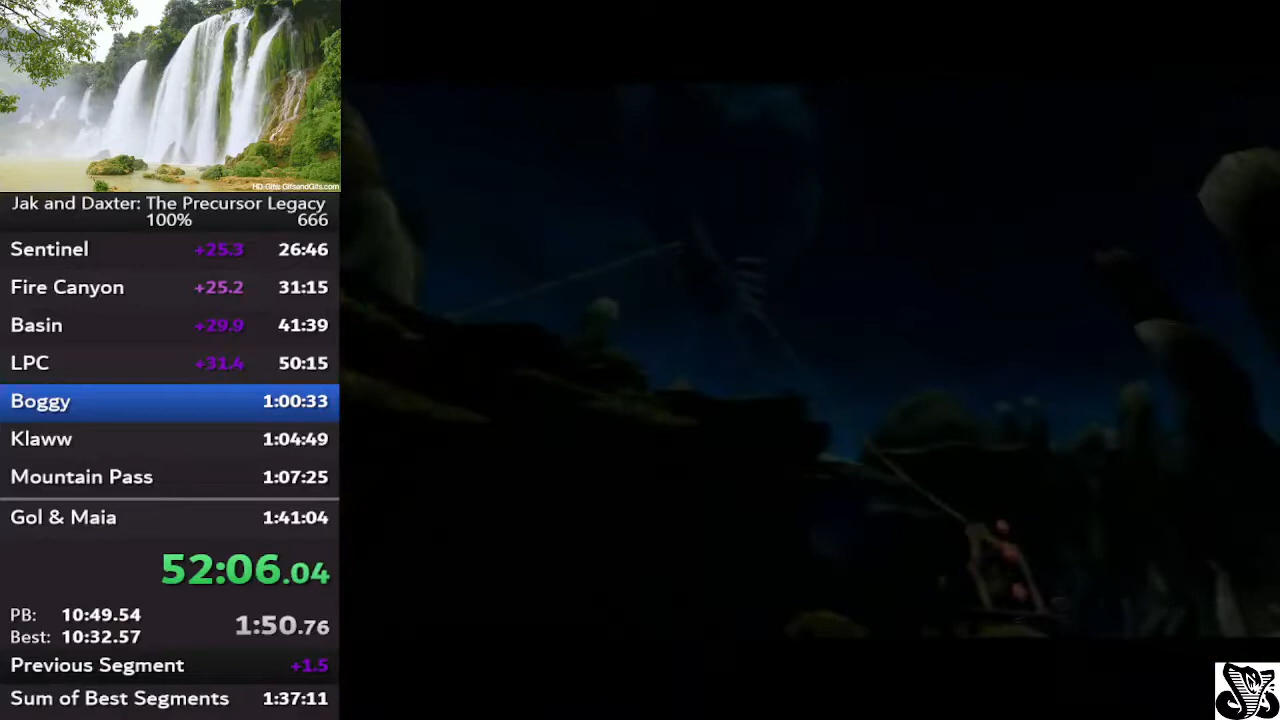 HD Gifs: GifsandGifs.com
Jak and Daxter: The Precursor Legacy
100% 666
Sentinel +25.3 26:46
Fire Canyon +25.2 31:15
Basin +29.9 41:39
LPC +31.4 50:15
Boggy 1:00:33
Klaww 1:04:49
Mountain Pass 1:07:25
Gol & Maia 1:41:04
52:06.04
PB: 10:49.54 1:50.76
Best: 10:32.57
Previous Segment +1.5
Sum of Best Segments 1:37:11